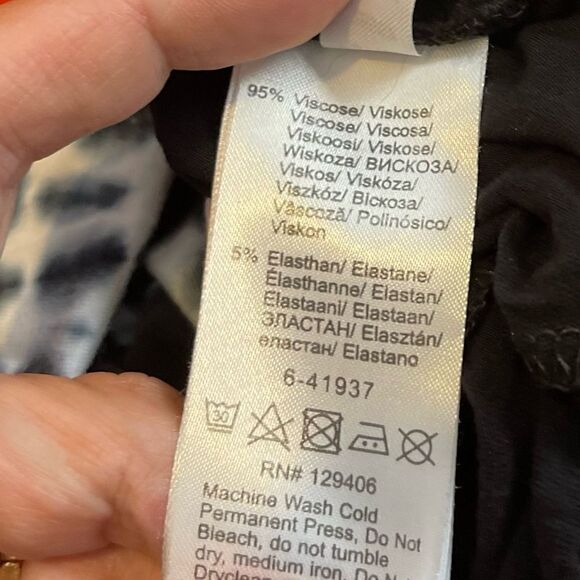 95% Viscose/ Viskose/
Viscose/ Viscosa/
Viskoosi/ Viskose/
Wiskoza/ ВИСКОЗА/
Viskos/ Viskóza/
Viszkóz/ Віскоза/
Vâscoză/ Polinósico/
Viskon
5% Elasthan/ Elastane/
Élasthanne/ Elastan/
Elastaani/ Elastaan/
ЭЛАСТАН/ Elasztán/
еластан/ Elastano
6-41937
30
RN# 129406
Machine Wash Cold
Permanent Press, Do Not
Bleach, do not tumble
dry, medium iron, Do N
Dryclea